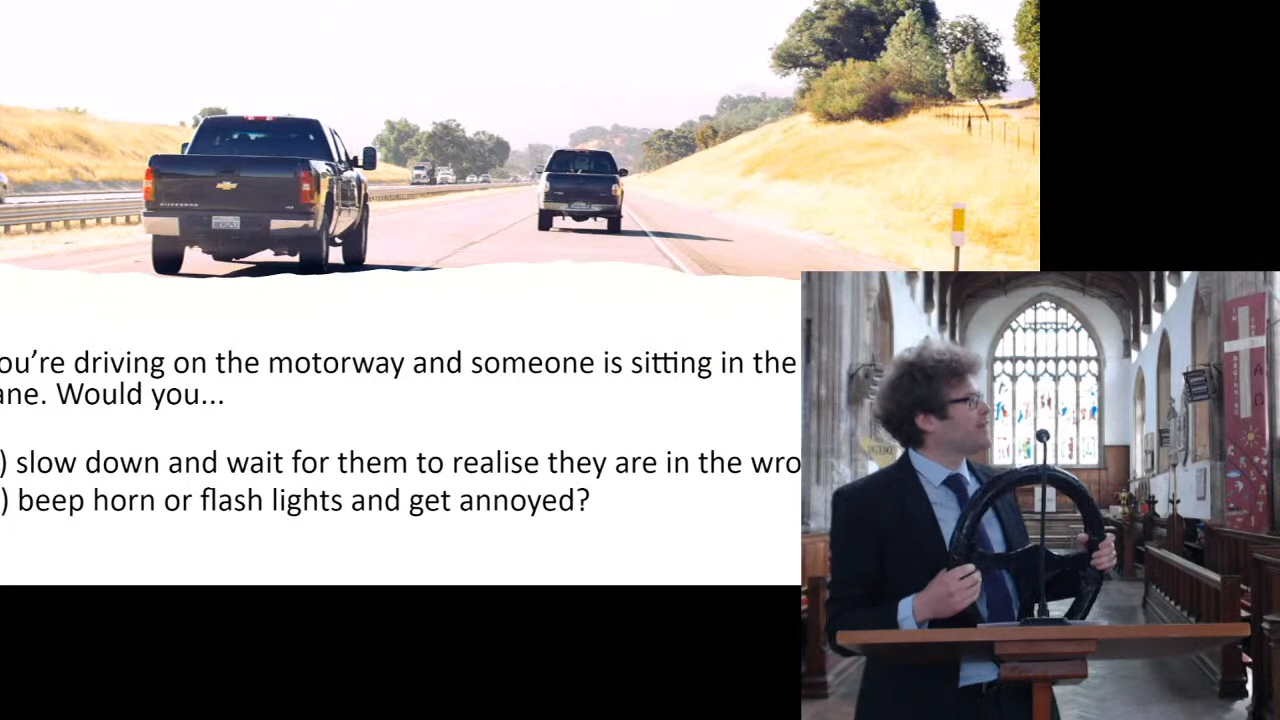 ou’re driving on the motorway and someone is sitting in the
ane. Would you...
) slow down and wait for them to realise they are in the wro
) beep horn or flash lights and get annoyed?